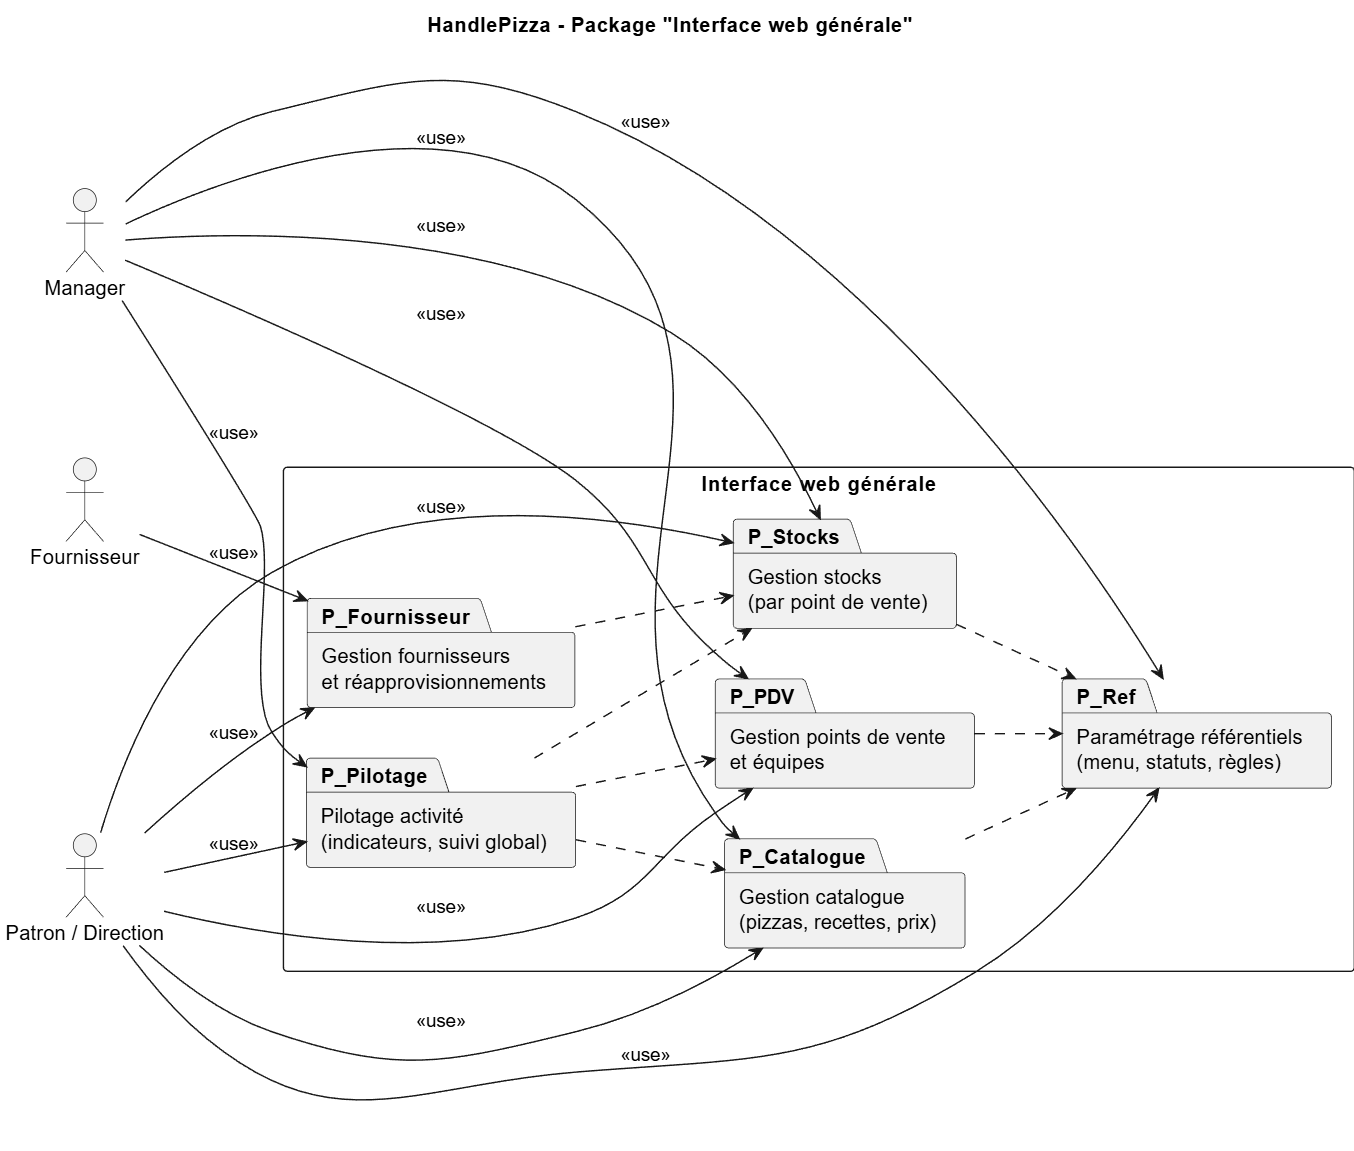 HandlePizza - Package "Interface web générale"
«use»
«use»
«use»
Manager
«use»
«use»
Interface web générale
Fournisseur
«use»
«use»
P_Stocks
Gestion stocks
(par point de vente)
P_Fournisseur
Gestion fournisseurs
et réapprovisionnements
«use»
P_PDV
Gestion points de vente
et équipes
P_Ref
Paramétrage référentiels
(menu, statuts, règles)
P_Pilotage
Pilotage activité
(indicateurs, suivi global)
«use»
P_Catalogue
Gestion catalogue
(pizzas, recettes, prix)
«use»
Patron / Direction
«use»
«use»